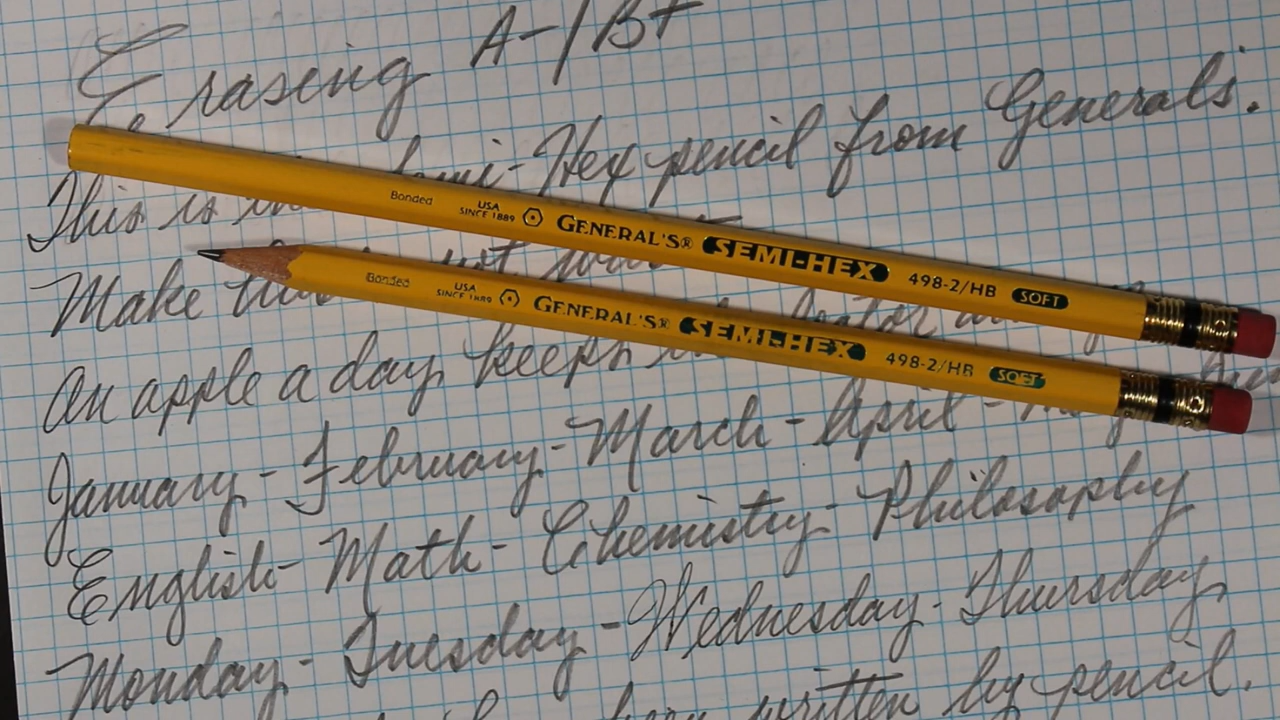 Erasing A-/B+
This is Semi-Hex pencil from Generals.
Bonded USA SINCE 1889 GENERAL'S® SEMI-HEX 498-2/HB SOFT
Make not
Bonded USA SINCE 1889 GENERAL'S® SEMI-HEX 498-2/HB SOFT
An apple a day keeps
January - February - March - April -
English - Math - Chemistry - Philosophy
Monday - Tuesday - Wednesday - Thursday
written by pencil.